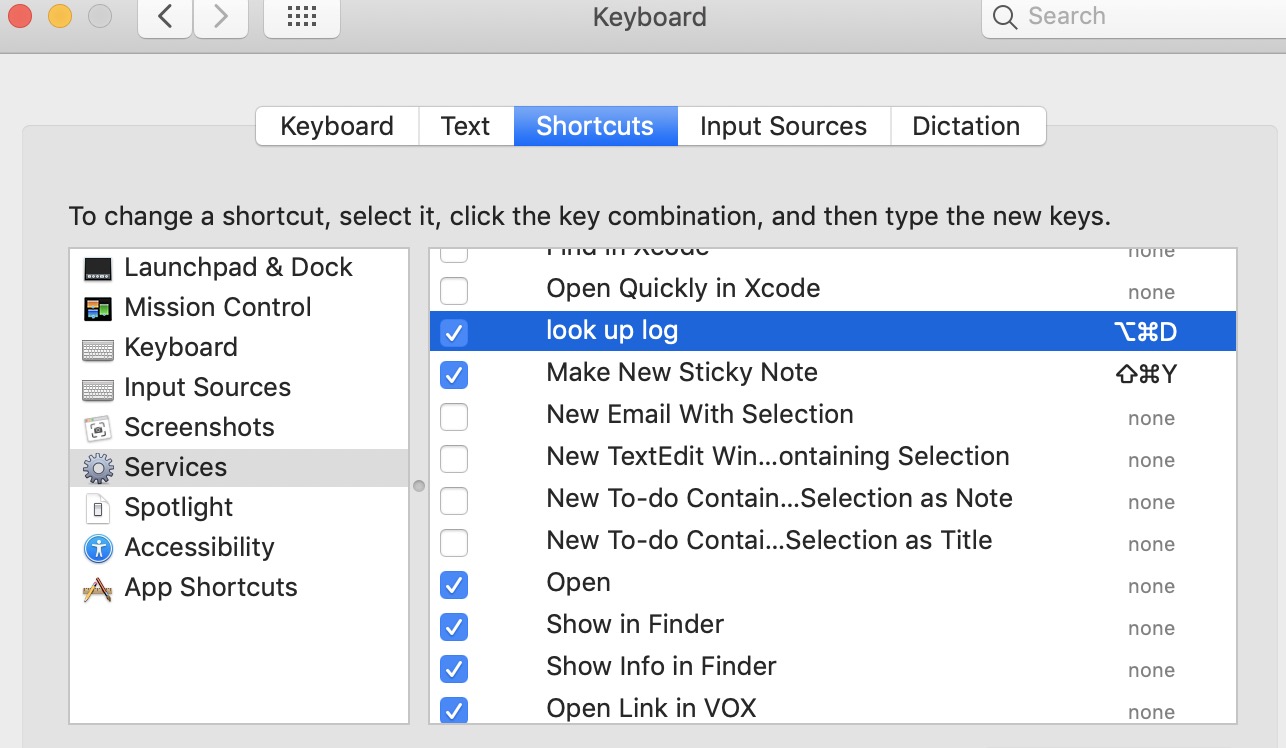 Keyboard
Search
Keyboard Text Shortcuts Input Sources Dictation
To change a shortcut, select it, click the key combination, and then type the new keys.
Launchpad & Dock
Mission Control
Keyboard
Input Sources
Screenshots
Services
Spotlight
Accessibility
App Shortcuts
Find in Xcode none
Open Quickly in Xcode none
look up log ⌥⌘D
Make New Sticky Note ⇧⌘Y
New Email With Selection none
New TextEdit Win...ontaining Selection none
New To-do Contain...Selection as Note none
New To-do Contai...Selection as Title none
Open none
Show in Finder none
Show Info in Finder none
Open Link in VOX none